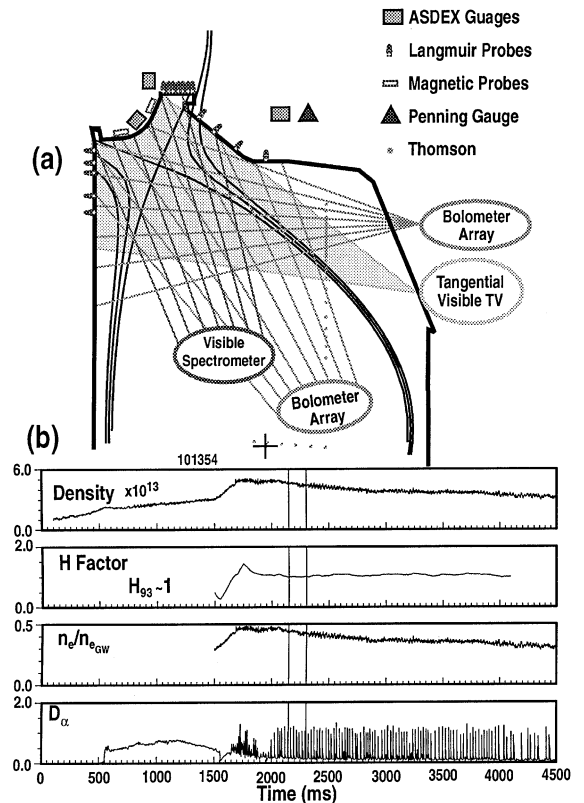 ASDEX Guages
Langmuir Probes
Magnetic Probes
Penning Gauge
Thomson
(a)
Bolometer
Array
Tangential
Visible TV
Visible
Spectrometer
Bolometer
Array
(b)
101354
6.0
Density x10¹³
0.0
2.0
H Factor
H₉₃ ~1
0.0
0.5
nₑ/nₑGW
0.0
2.0
Dα
0.0
0 500 1000 1500 2000 2500 3000 3500 4000 4500
Time (ms)